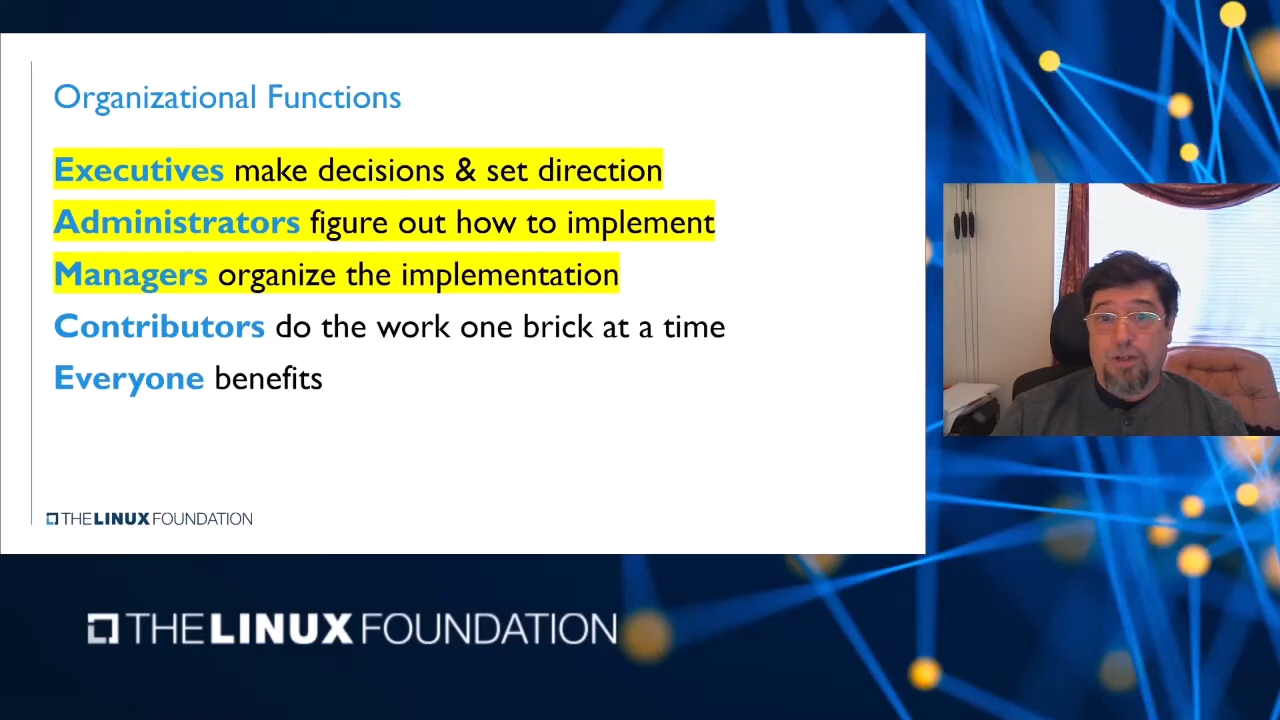 Organizational Functions
Executives make decisions & set direction
Administrators figure out how to implement
Managers organize the implementation
Contributors do the work one brick at a time
Everyone benefits
THE LINUX FOUNDATION
THE LINUX FOUNDATION